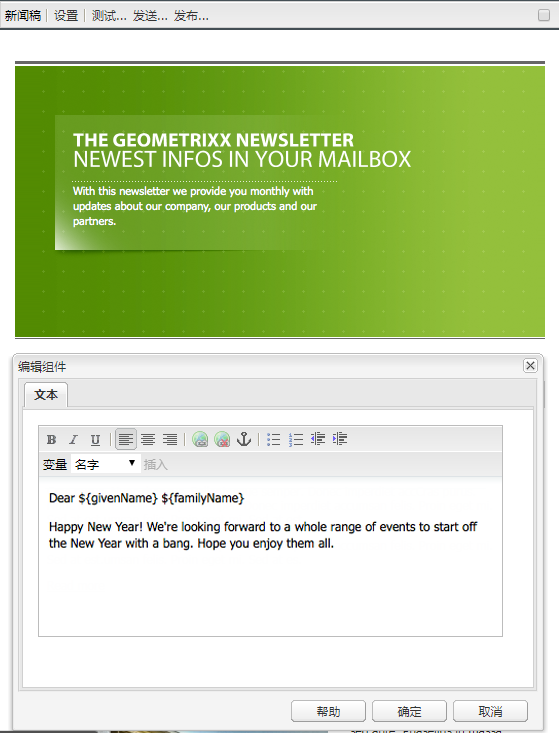 新闻稿 设置 测试... 发送... 发布...
THE GEOMETRIXX NEWSLETTER
NEWEST INFOS IN YOUR MAILBOX
With this newsletter we provide you monthly with
updates about our company, our products and our
partners.
编辑组件
文本
B I U
变量 名字 插入
Dear ${givenName} ${familyName}
Happy New Year! We're looking forward to a whole range of events to start off
the New Year with a bang. Hope you enjoy them all.
帮助 确定 取消